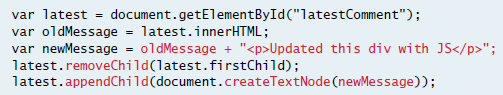 var latest = document.getElementById("latestComment");
var oldMessage = latest.innerHTML;
var newMessage = oldMessage + "<p>Updated this div with JS</p>";
latest.removeChild(latest.firstChild);
latest.appendChild(document.createTextNode(newMessage));